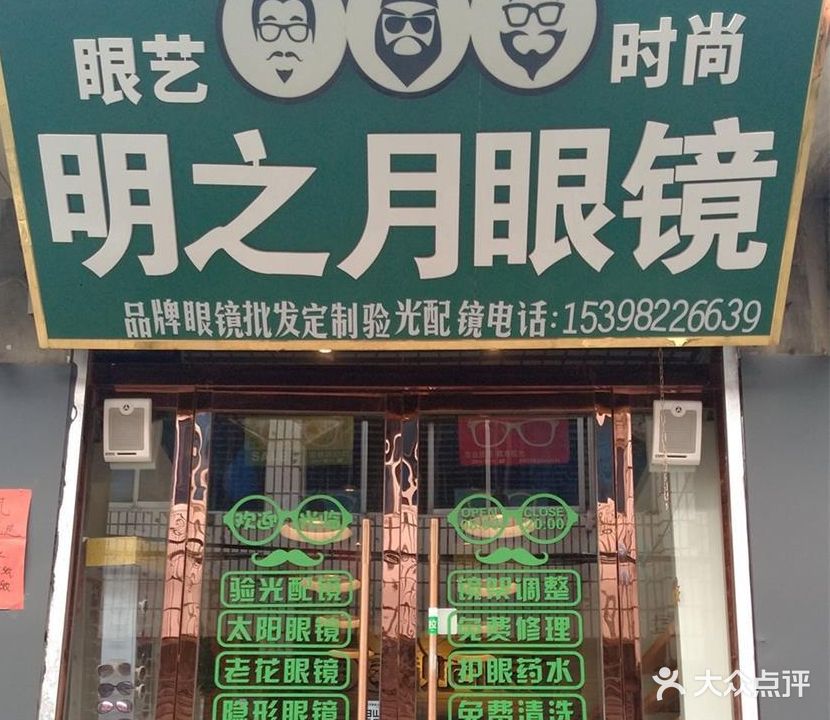 眼艺 时尚
明之月眼镜
品牌眼镜批发定制验光配镜电话:15398226639
欢迎光临
OPEN CLOSE
验光配镜
太阳眼镜
老花眼镜
隐形眼镜
镜架调整
免费修理
护眼药水
免费清洗
大众点评